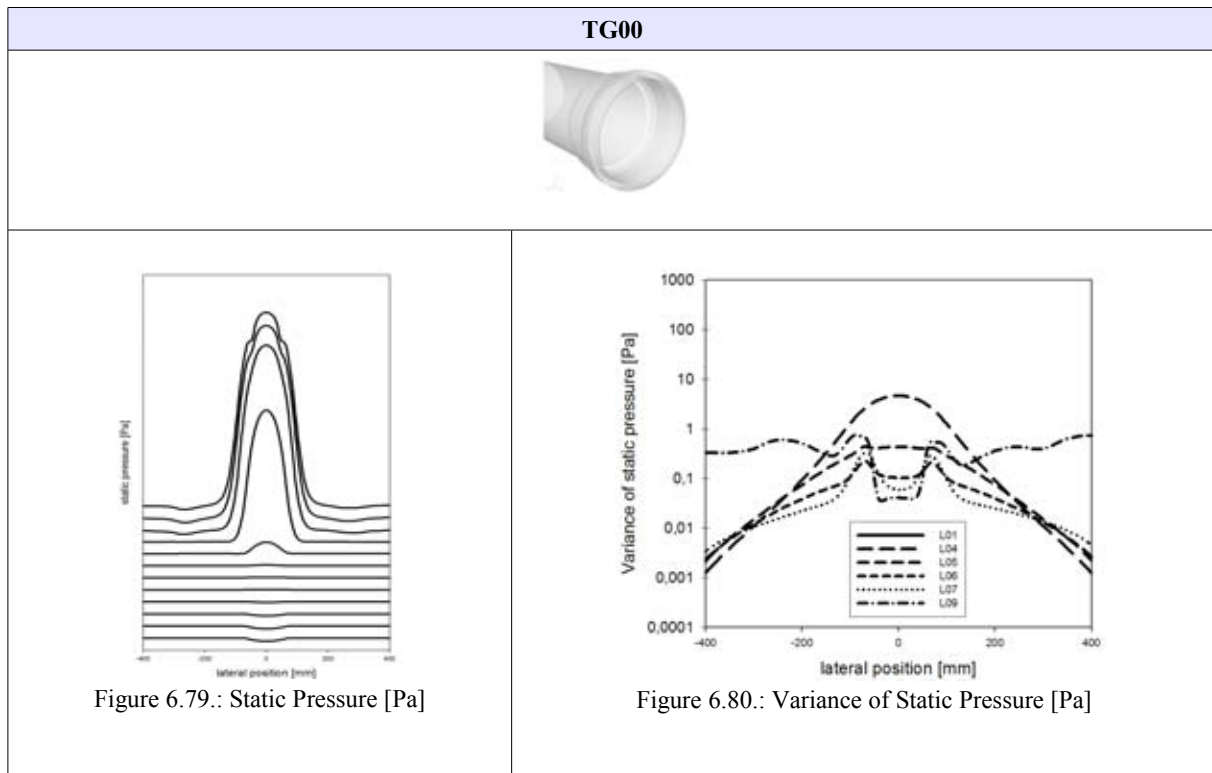 TG00
static pressure [Pa]
-400
-200
0
200
400
lateral position [mm]
Figure 6.79.: Static Pressure [Pa]
Variance of static pressure [Pa]
1000
100
10
1
0,1
0,01
0,001
0,0001
L01
L04
L05
L06
L07
L09
-400
-200
0
200
400
lateral position [mm]
Figure 6.80.: Variance of Static Pressure [Pa]